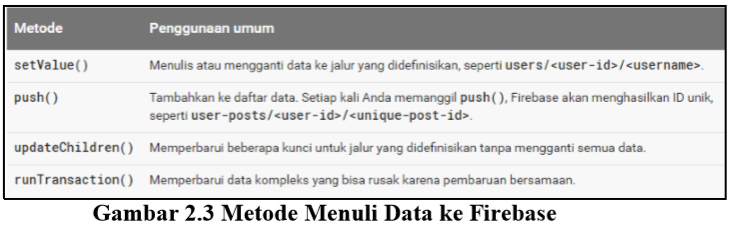 Metode Penggunaan umum
setValue() Menulis atau mengganti data ke jalur yang didefinisikan, seperti users/<user-id>/<username>.
push() Tambahkan ke daftar data. Setiap kali Anda memanggil push(), Firebase akan menghasilkan ID unik,
seperti user-posts/<user-id>/<unique-post-id>.
updateChildren() Memperbarui beberapa kunci untuk jalur yang didefinisikan tanpa mengganti semua data.
runTransaction() Memperbarui data kompleks yang bisa rusak karena pembaruan bersamaan.
Gambar 2.3 Metode Menuli Data ke Firebase